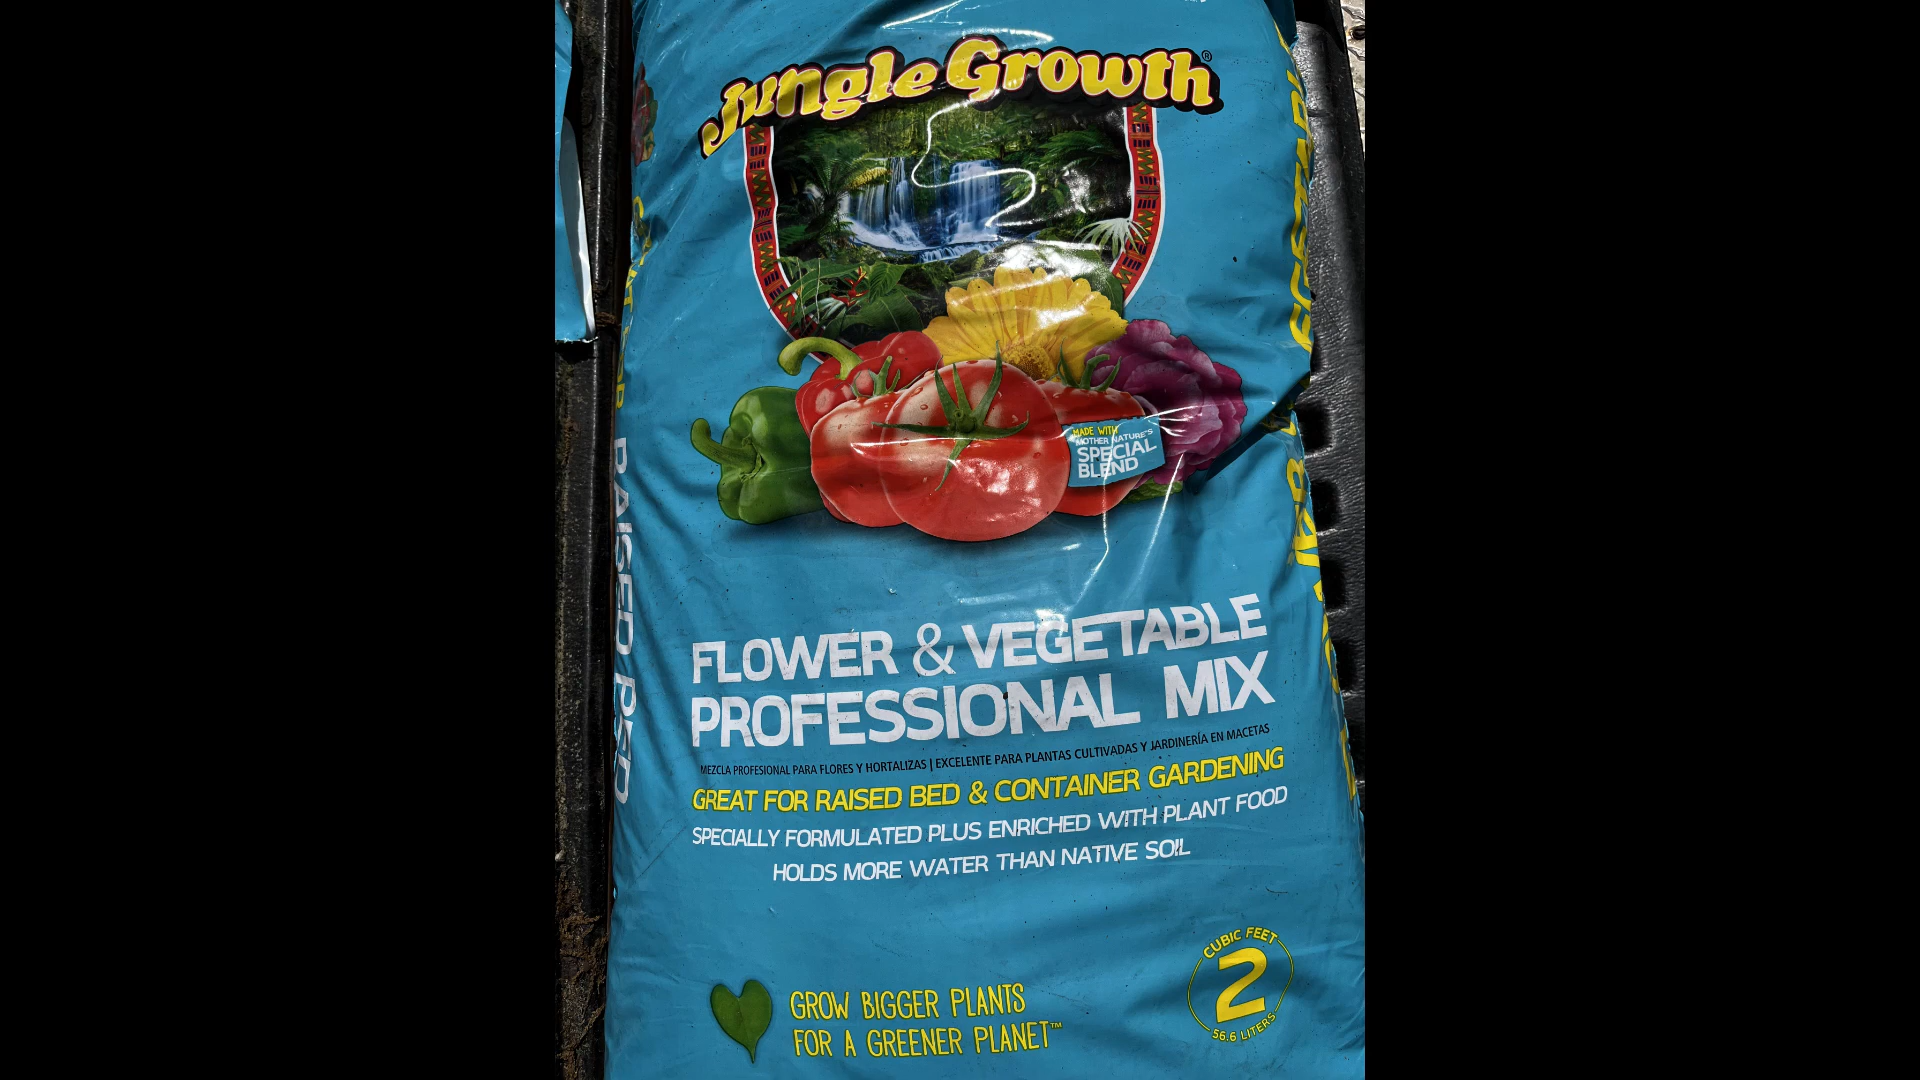 Jungle Growth®
MADE WITH
MOTHER NATURE'S
SPECIAL
BLEND
FLOWER & VEGETABLE
PROFESSIONAL MIX
MEZCLA PROFESIONAL PARA FLORES Y HORTALIZAS | EXCELENTE PARA PLANTAS CULTIVADAS Y JARDINERÍA EN MACETAS
GREAT FOR RAISED BED & CONTAINER GARDENING
SPECIALLY FORMULATED PLUS ENRICHED WITH PLANT FOOD
HOLDS MORE WATER THAN NATIVE SOIL
GROW BIGGER PLANTS
FOR A GREENER PLANET™
CUBIC FEET
2
56.6 LITERS
RAISED BED